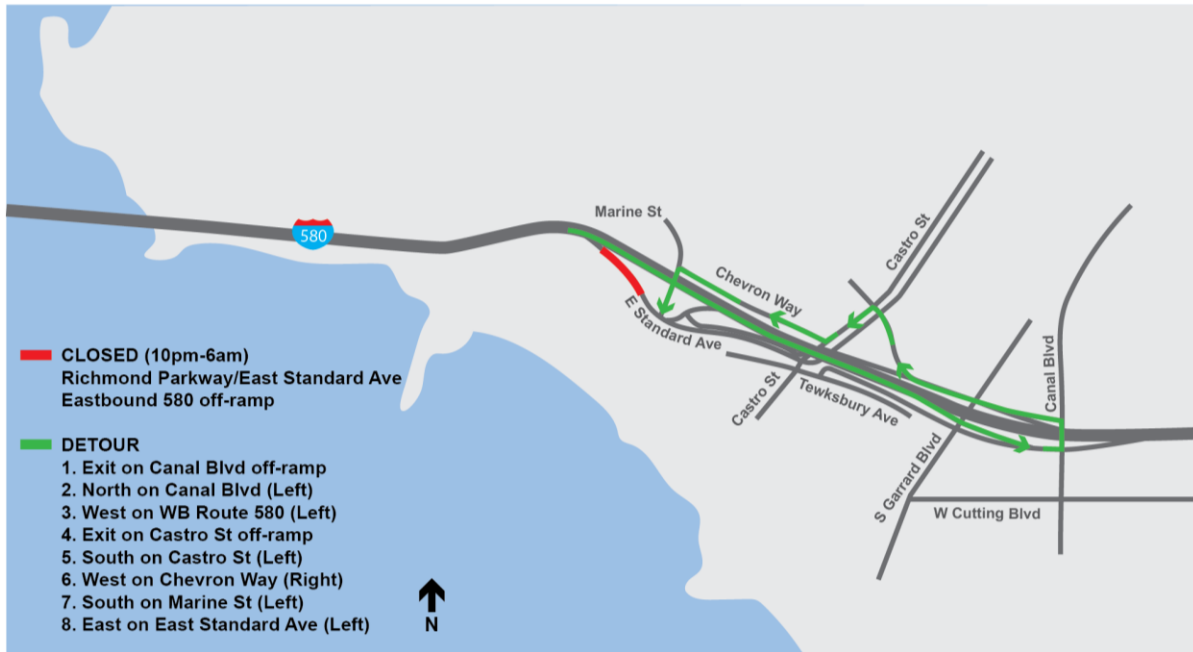 Marine St
580
Castro St
Chevron Way
E Standard Ave
Canal Blvd
Castro St
Tewksbury Ave
S Garrard Blvd
W Cutting Blvd
CLOSED (10pm-6am)
Richmond Parkway/East Standard Ave
Eastbound 580 off-ramp
DETOUR
1. Exit on Canal Blvd off-ramp
2. North on Canal Blvd (Left)
3. West on WB Route 580 (Left)
4. Exit on Castro St off-ramp
5. South on Castro St (Left)
6. West on Chevron Way (Right)
7. South on Marine St (Left)
8. East on East Standard Ave (Left)
N